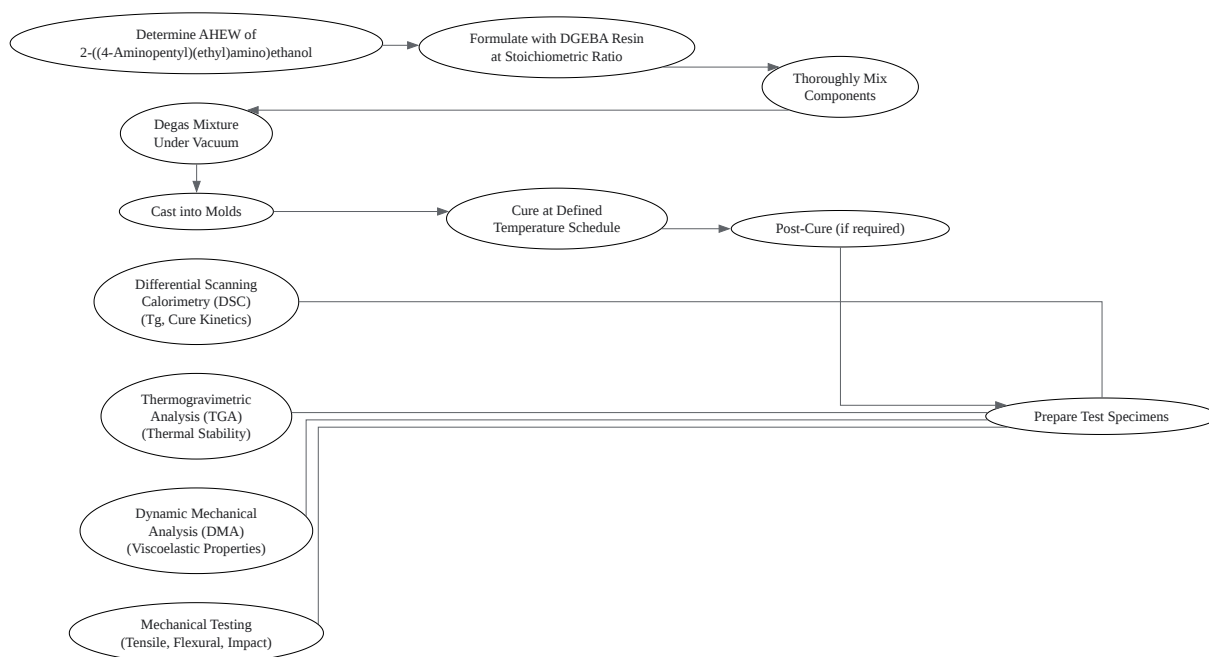 Determine AHEW of
2-((4-Aminopentyl)(ethyl)amino)ethanol
Formulate with DGEBA Resin
at Stoichiometric Ratio
Thoroughly Mix
Components
Degas Mixture
Under Vacuum
Cast into Molds
Cure at Defined
Temperature Schedule
Post-Cure (if required)
Differential Scanning
Calorimetry (DSC)
(Tg, Cure Kinetics)
Thermogravimetric
Analysis (TGA)
(Thermal Stability)
Prepare Test Specimens
Dynamic Mechanical
Analysis (DMA)
(Viscoelastic Properties)
Mechanical Testing
(Tensile, Flexural, Impact)